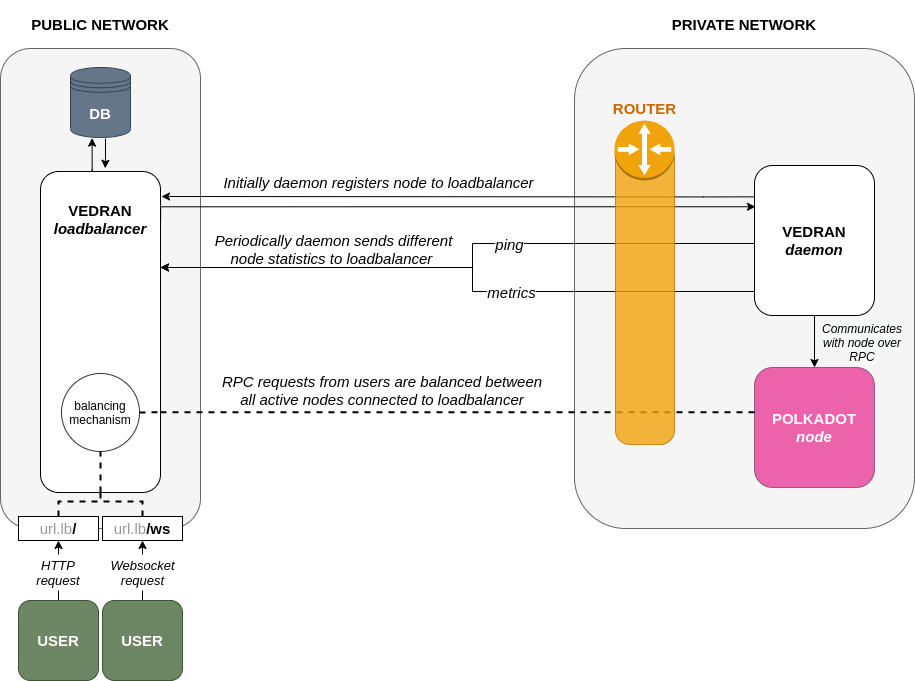 PUBLIC NETWORK
PRIVATE NETWORK
DB
ROUTER
VEDRAN
loadbalancer
Initially daemon registers node to loadbalancer
VEDRAN
daemon
Periodically daemon sends different
node statistics to loadbalancer
ping
metrics
Communicates
with node over
RPC
RPC requests from users are balanced between
all active nodes connected to loadbalancer
balancing
mechanism
POLKADOT
node
url.lb/
url.lb/ws
HTTP
request
Websocket
request
USER
USER